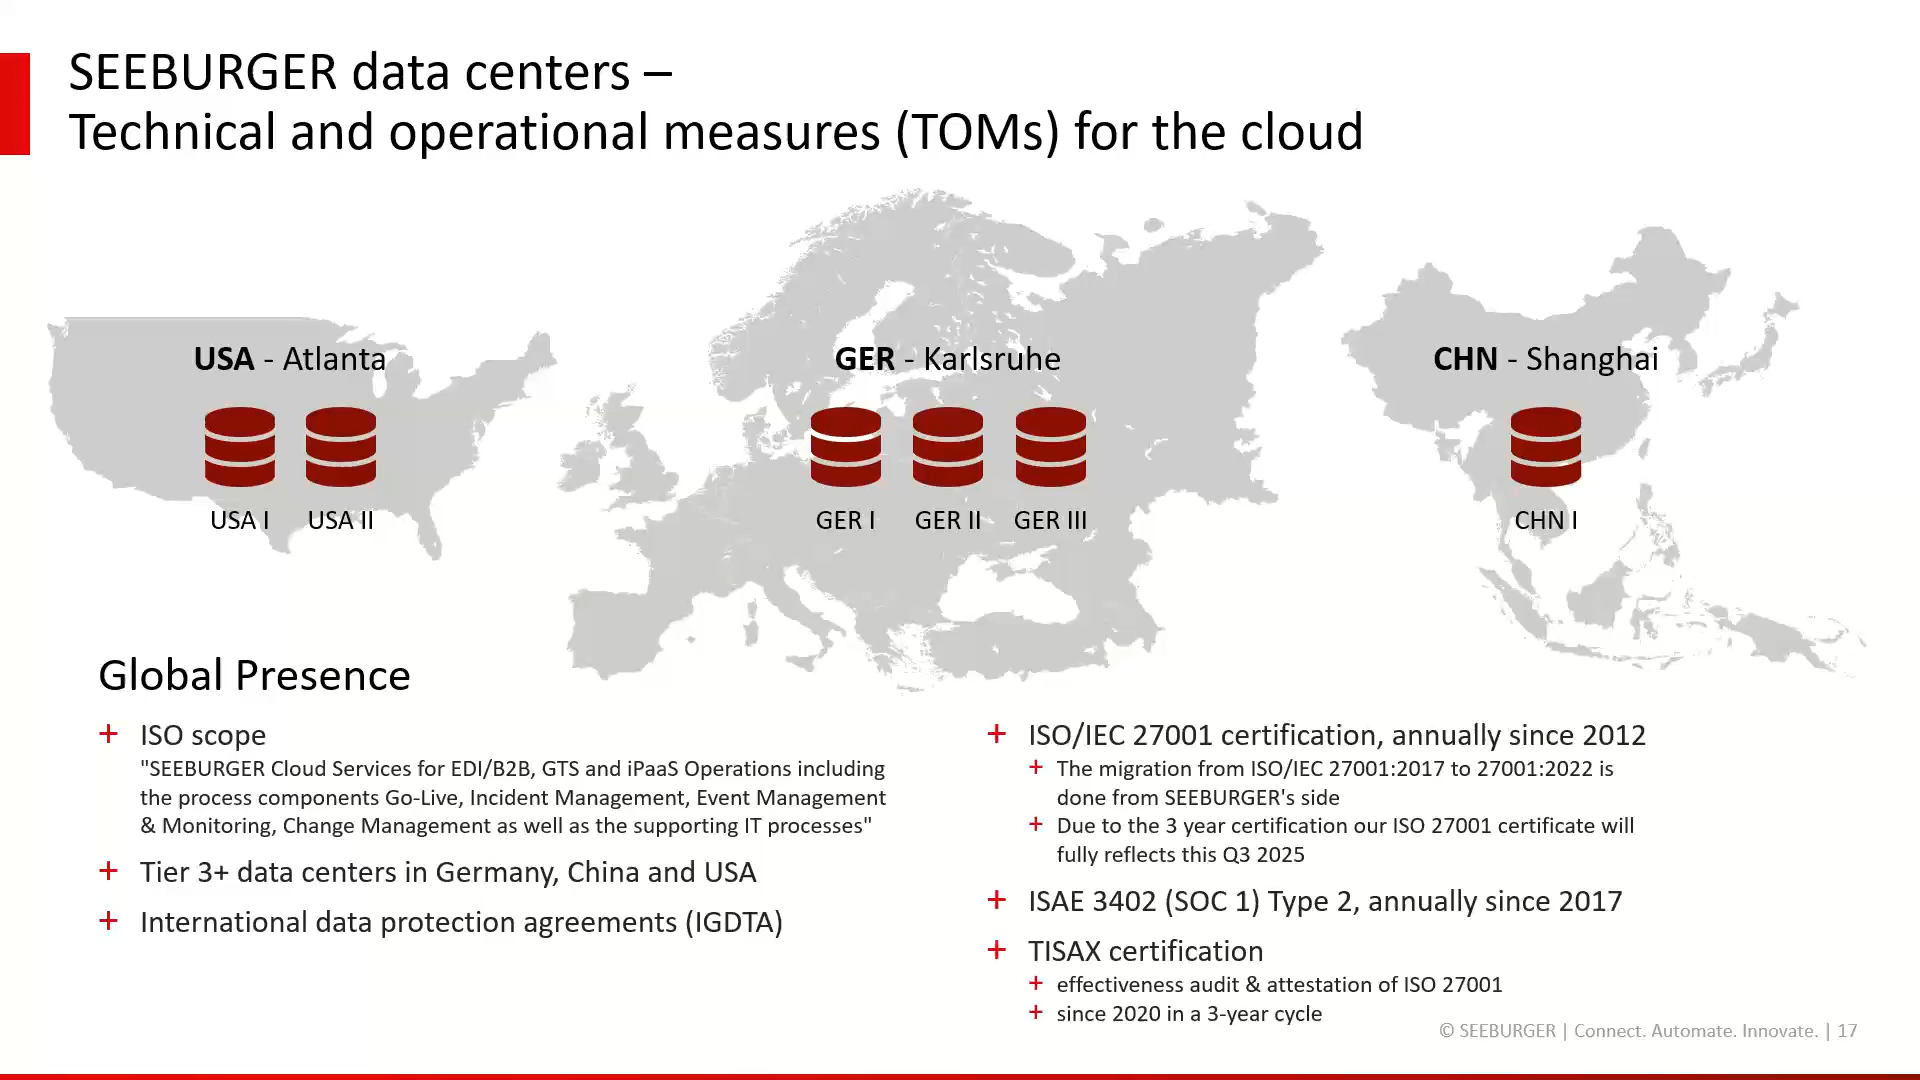 SEEBURGER data centers –
Technical and operational measures (TOMs) for the cloud
USA - Atlanta
USA I
USA II
GER - Karlsruhe
GER I
GER II
GER III
CHN - Shanghai
CHN I
Global Presence
+ ISO scope
"SEEBURGER Cloud Services for EDI/B2B, GTS and iPaaS Operations including
the process components Go-Live, Incident Management, Event Management
& Monitoring, Change Management as well as the supporting IT processes"
+ Tier 3+ data centers in Germany, China and USA
+ International data protection agreements (IGDTA)
+ ISO/IEC 27001 certification, annually since 2012
+ The migration from ISO/IEC 27001:2017 to 27001:2022 is
done from SEEBURGER's side
+ Due to the 3 year certification our ISO 27001 certificate will
fully reflects this Q3 2025
+ ISAE 3402 (SOC 1) Type 2, annually since 2017
+ TISAX certification
+ effectiveness audit & attestation of ISO 27001
+ since 2020 in a 3-year cycle
© SEEBURGER | Connect. Automate. Innovate. | 17